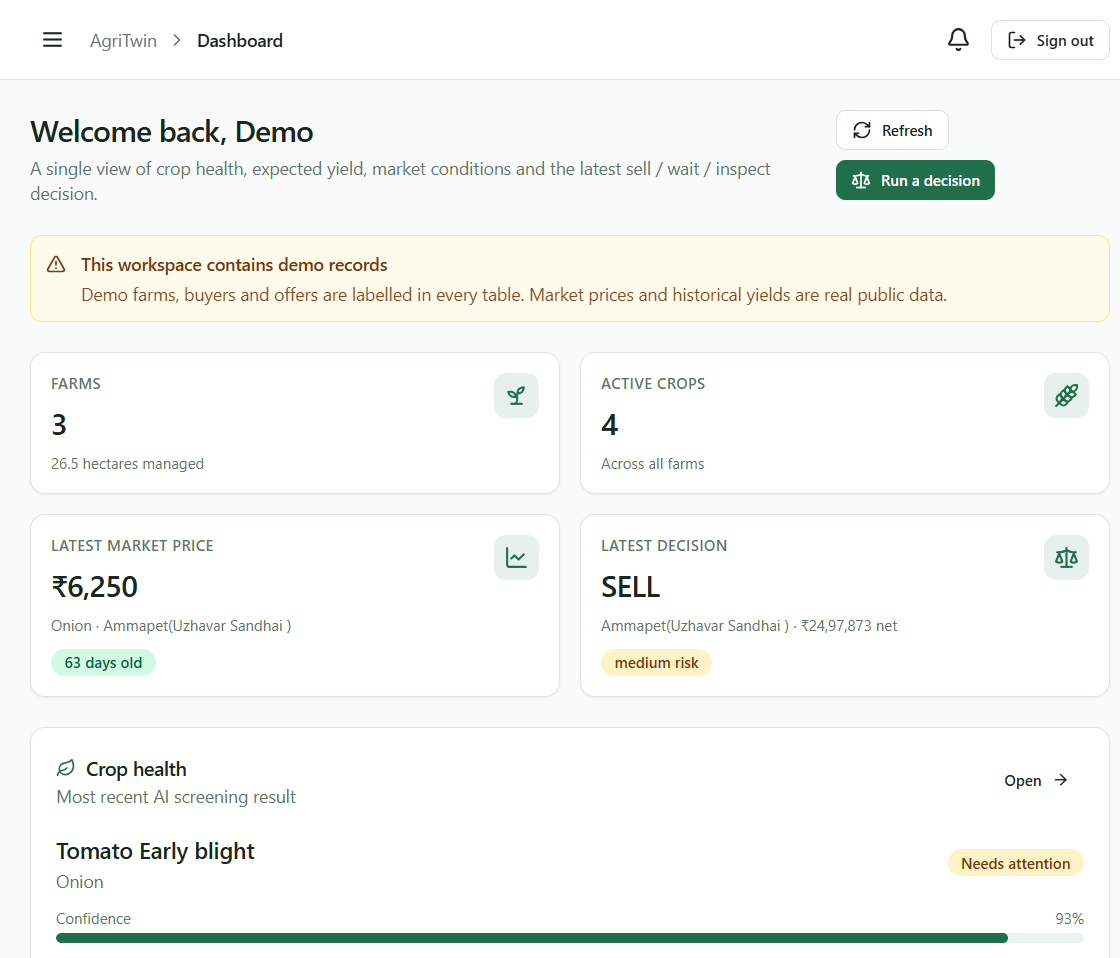 AgriTwin > Dashboard
Sign out
Welcome back, Demo
A single view of crop health, expected yield, market conditions and the latest sell / wait / inspect
decision.
Refresh
Run a decision
This workspace contains demo records
Demo farms, buyers and offers are labelled in every table. Market prices and historical yields are real public data.
FARMS
3
26.5 hectares managed
ACTIVE CROPS
4
Across all farms
LATEST MARKET PRICE
₹6,250
Onion · Ammapet(Uzhavar Sandhai )
63 days old
LATEST DECISION
SELL
Ammapet(Uzhavar Sandhai ) · ₹24,97,873 net
medium risk
Crop health
Most recent AI screening result
Open
Tomato Early blight
Onion
Needs attention
Confidence
93%